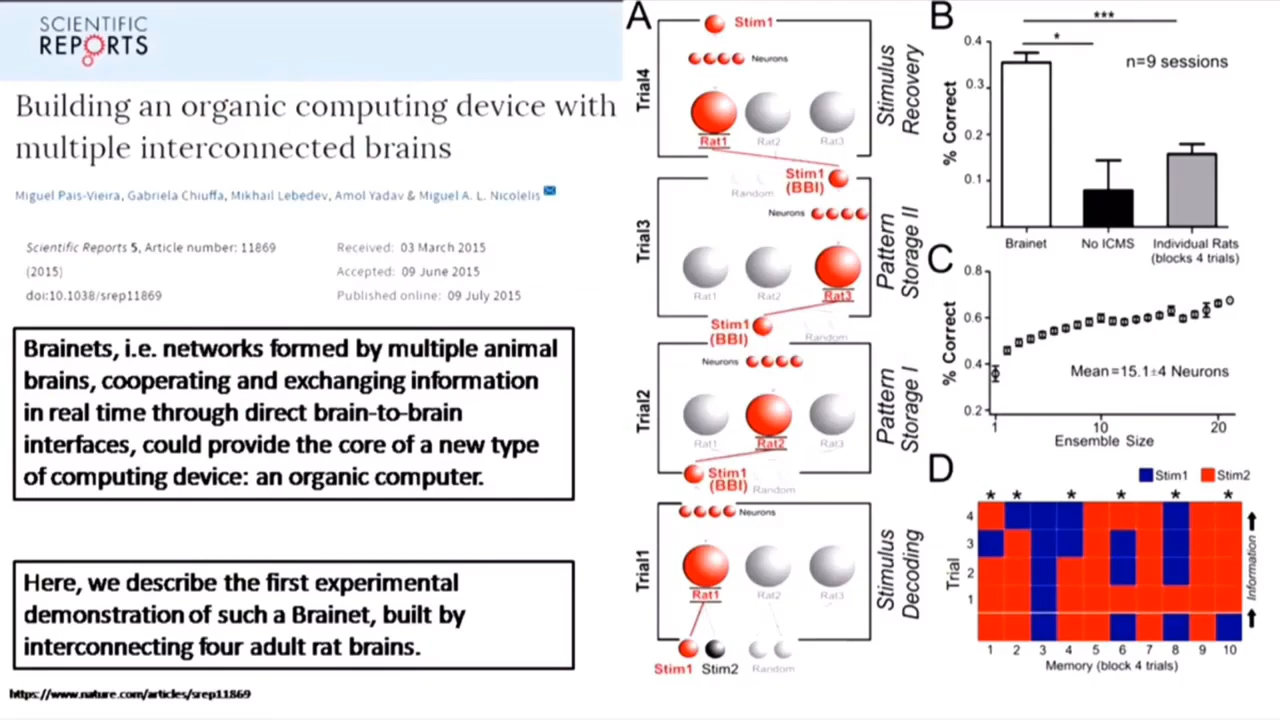 SCIENTIFIC
REPORTS
Building an organic computing device with
multiple interconnected brains
Miguel Pais-Vieira, Gabriela Chiuffa, Mikhail Lebedev, Amol Yadav & Miguel A. L. Nicolelis
Scientific Reports 5, Article number: 11869
(2015)
doi:10.1038/srep11869
Received: 03 March 2015
Accepted: 09 June 2015
Published online: 09 July 2015
Brainets, i.e. networks formed by multiple animal
brains, cooperating and exchanging information
in real time through direct brain-to-brain
interfaces, could provide the core of a new type
of computing device: an organic computer.
Here, we describe the first experimental
demonstration of such a Brainet, built by
interconnecting four adult rat brains.
https://www.nature.com/articles/srep11869
A
Stim1
Neurons
Trial4
Rat1 Rat2 Rat3
Stimulus
Recovery
Random
Stim1
(BBI)
Neurons
Trial3
Rat1 Rat2 Rat3
Pattern
Storage II
Stim1
(BBI)
Random
Neurons
Trial2
Rat1 Rat2 Rat3
Pattern
Storage I
Stim1
(BBI)
Random
Neurons
Trial1
Rat1 Rat2 Rat3
Stimulus
Decoding
Stim1 Stim2 Random
B
***
*
n=9 sessions
% Correct
0.4
0.3
0.2
0.1
Brainet No ICMS Individual Rats
(blocks 4 trials)
C
% Correct
0.8
0.6
0.4
0.2
Mean=15.1±4 Neurons
1 10 20
Ensemble Size
D
Stim1 Stim2
* * * * * *
Trial
4
3
2
1
Information
1 2 3 4 5 6 7 8 9 10
Memory (block 4 trials)